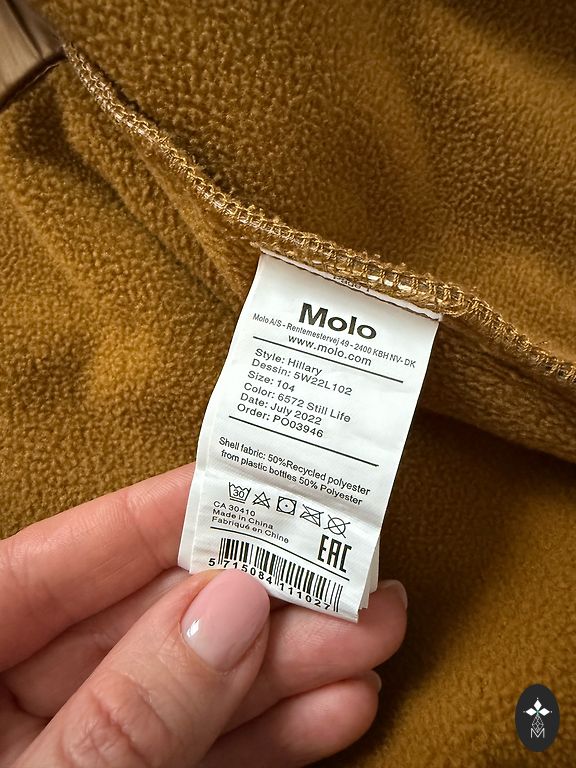 Page 1
Molo
Molo A/S - Rentemestervej 49 - 2400 KBH NV - DK
www.molo.com
Style: Hillary
Dessin: 5W22L102
Size: 104
Color: 6572 Still Life
Date: July 2022
Order: PO03946
Shell fabric: 50%Recycled polyester
from plastic bottles 50% Polyester
30
CA 30410
Made in China
Fabriqué en Chine
EAC
5 715084 111027
M